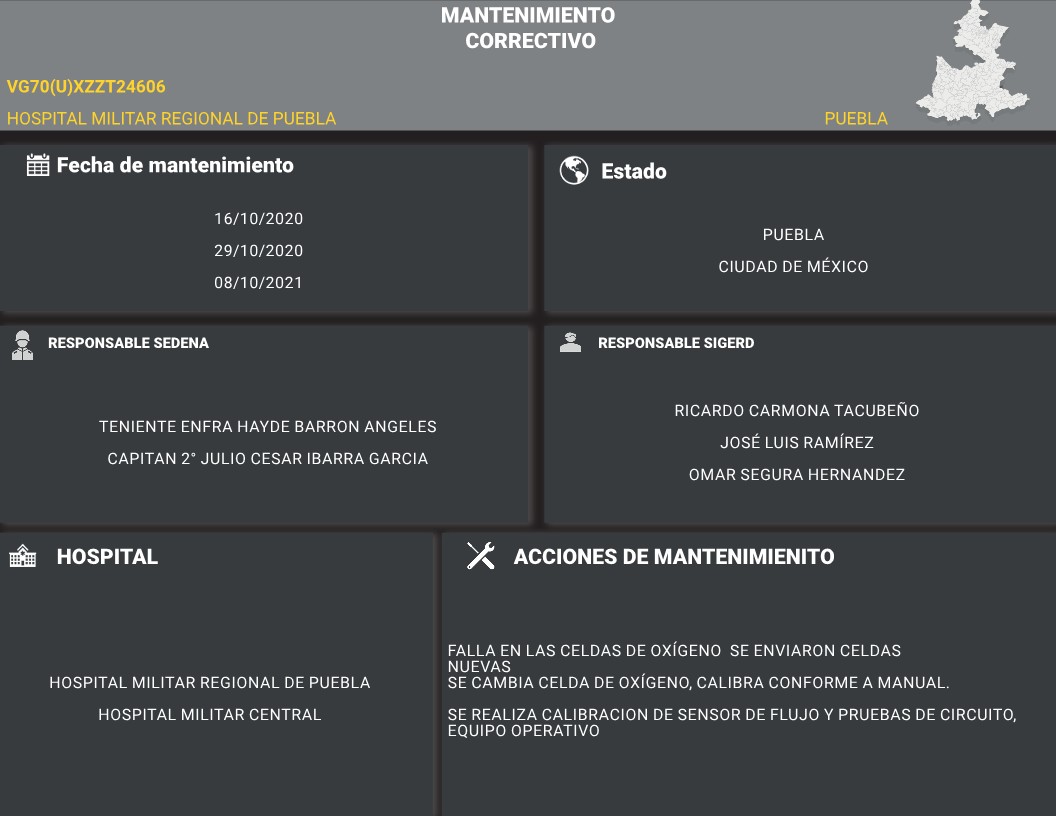 MANTENIMIENTO
CORRECTIVO
VG70(U)XZZT24606
HOSPITAL MILITAR REGIONAL DE PUEBLA
PUEBLA
Fecha de mantenimiento
16/10/2020
29/10/2020
08/10/2021
Estado
PUEBLA
CIUDAD DE MÉXICO
RESPONSABLE SEDENA
TENIENTE ENFRA HAYDE BARRON ANGELES
CAPITAN 2° JULIO CESAR IBARRA GARCIA
RESPONSABLE SIGERD
RICARDO CARMONA TACUBEÑO
JOSÉ LUIS RAMÍREZ
OMAR SEGURA HERNANDEZ
HOSPITAL
HOSPITAL MILITAR REGIONAL DE PUEBLA
HOSPITAL MILITAR CENTRAL
ACCIONES DE MANTENIMIENITO
FALLA EN LAS CELDAS DE OXÍGENO  SE ENVIARON CELDAS
NUEVAS
SE CAMBIA CELDA DE OXÍGENO, CALIBRA CONFORME A MANUAL.
SE REALIZA CALIBRACION DE SENSOR DE FLUJO Y PRUEBAS DE CIRCUITO,
EQUIPO OPERATIVO